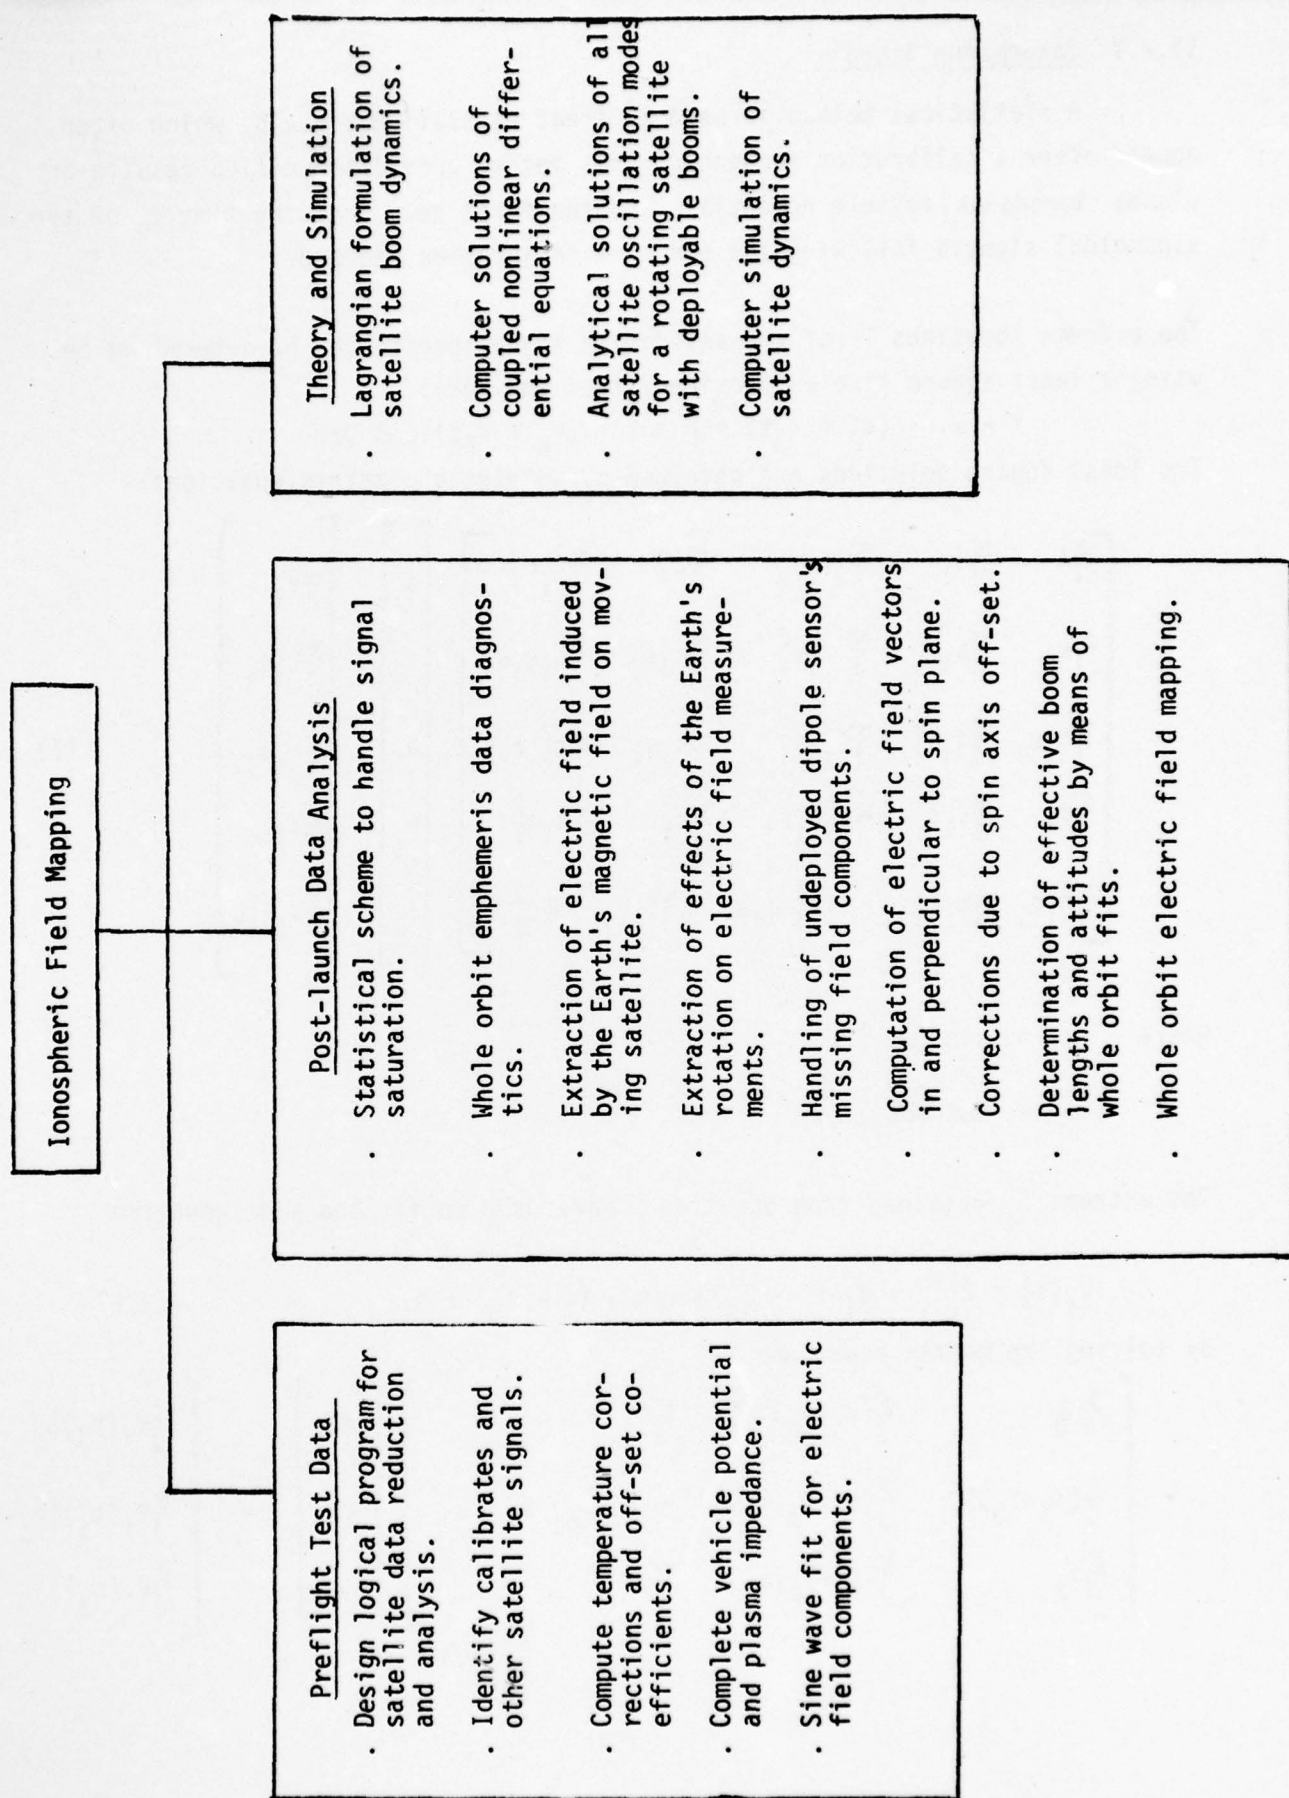 Ionospheric Field Mapping
Preflight Test Data
. Design logical program for
satellite data reduction
and analysis.
. Identify calibrates and
other satellite signals.
. Compute temperature cor-
rections and off-set co-
efficients.
. Complete vehicle potential
and plasma impedance.
. Sine wave fit for electric
field components.
Post-launch Data Analysis
. Statistical scheme to handle signal
saturation.
. Whole orbit emphemeris data diagnos-
tics.
. Extraction of electric field induced
by the Earth's magnetic field on mov-
ing satellite.
. Extraction of effects of the Earth's
rotation on electric field measure-
ments.
. Handling of undeployed dipole sensor's
missing field components.
. Computation of electric field vectors
in and perpendicular to spin plane.
. Corrections due to spin axis off-set.
. Determination of effective boom
lengths and attitudes by means of
whole orbit fits.
. Whole orbit electric field mapping.
Theory and Simulation
. Lagrangian formulation of
satellite boom dynamics.
. Computer solutions of
coupled nonlinear differ-
ential equations.
. Analytical solutions of all
satellite oscillation modes
for a rotating satellite
with deployable booms.
. Computer simulation of
satellite dynamics.